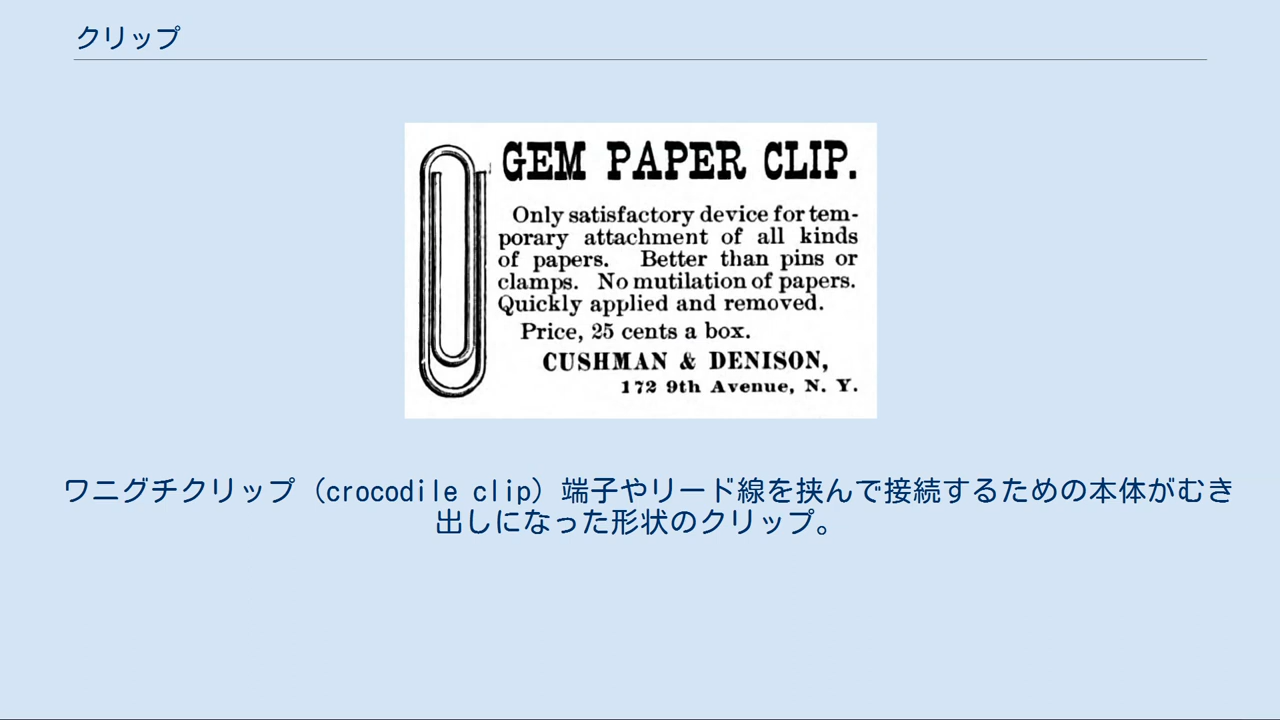 クリップ
GEM PAPER CLIP.
Only satisfactory device for tem-
porary attachment of all kinds
of papers. Better than pins or
clamps. No mutilation of papers.
Quickly applied and removed.
Price, 25 cents a box.
CUSHMAN & DENISON,
172 9th Avenue, N. Y.
ワニグチクリップ（crocodile clip）端子やリード線を挟んで接続するための本体がむき
出しになった形状のクリップ。